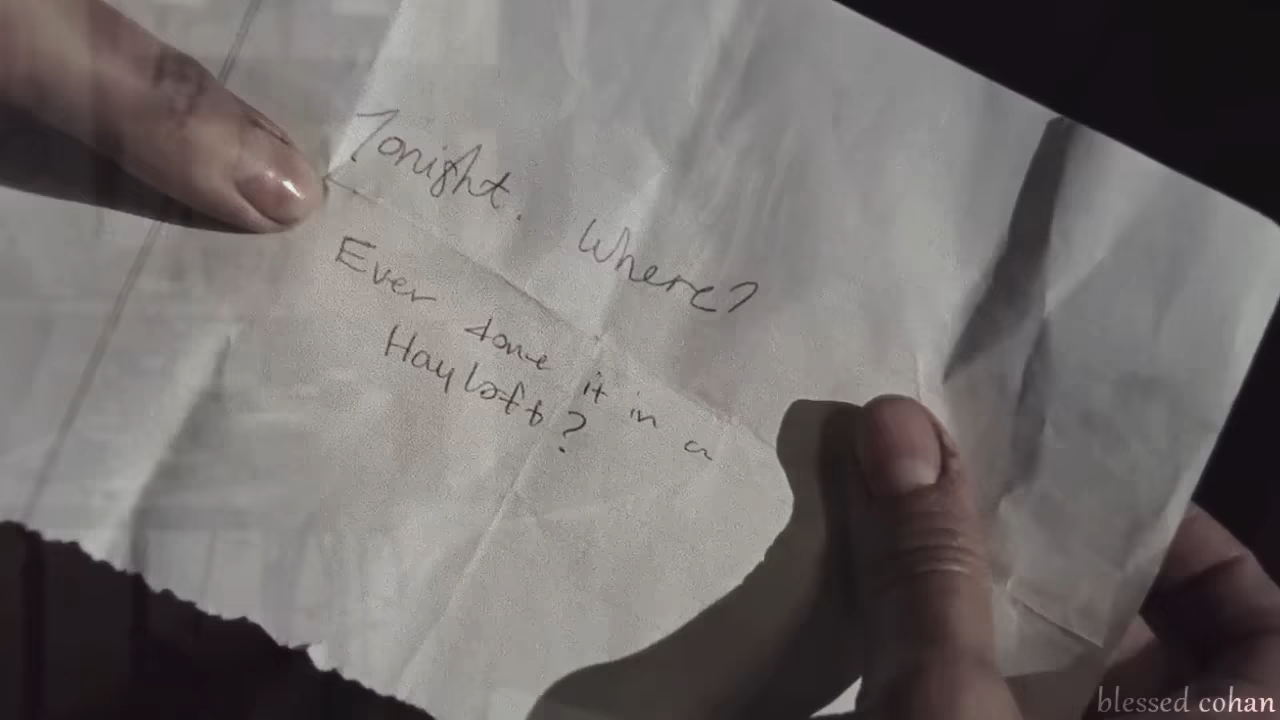 Tonight. Where?
Ever done it in a
Hayloft?
blessed cohan